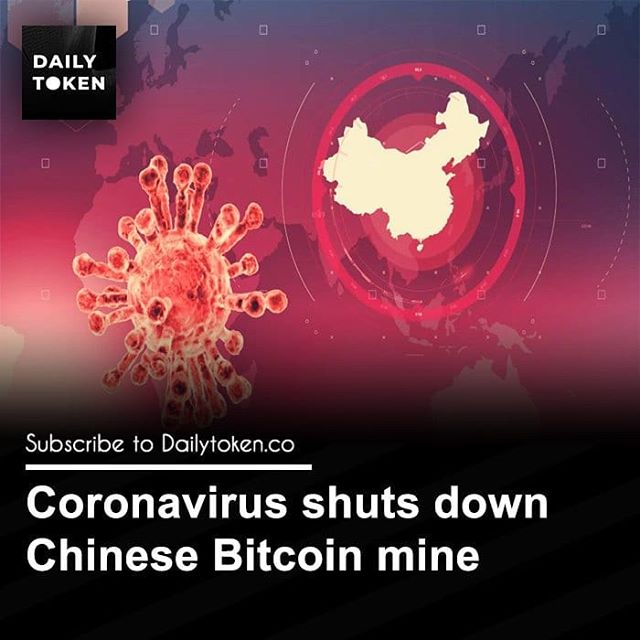 DAILY
TOKEN
Subscribe to Dailytoken.co
Coronavirus shuts down
Chinese Bitcoin mine